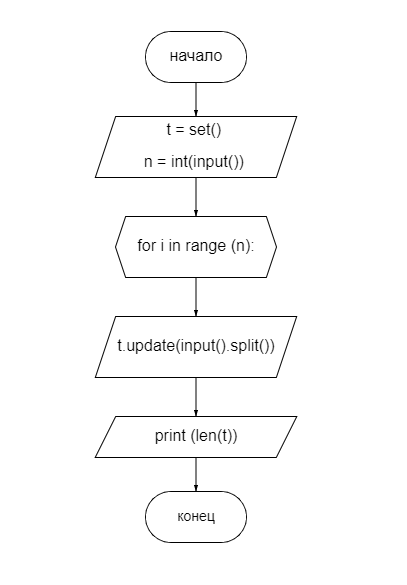 начало
t = set()
n = int(input())
for i in range (n):
t.update(input().split())
print (len(t))
конец